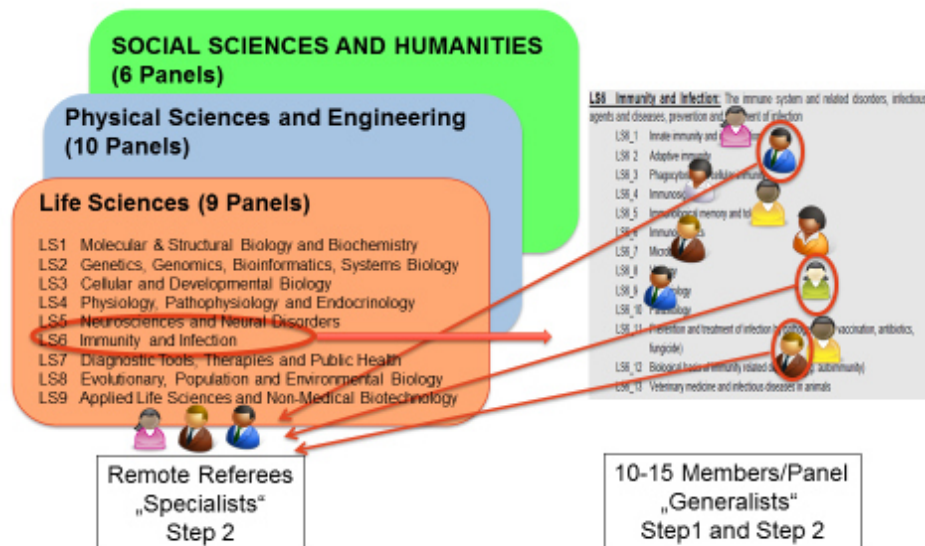 SOCIAL SCIENCES AND HUMANITIES
(6 Panels)
Physical Sciences and Engineering
(10 Panels)
Life Sciences (9 Panels)
LS1 Molecular & Structural Biology and Biochemistry
LS2 Genetics, Genomics, Bioinformatics, Systems Biology
LS3 Cellular and Developmental Biology
LS4 Physiology, Pathophysiology and Endocrinology
LS5 Neurosciences and Neural Disorders
LS6 Immunity and Infection
LS7 Diagnostic Tools, Therapies and Public Health
LS8 Evolutionary, Population and Environmental Biology
LS9 Applied Life Sciences and Non-Medical Biotechnology
Remote Referees
„Specialists“
Step 2
LS6 Immunity and Infection: The immune system and related disorders, infectious
agents and diseases, prevention and of infection
LS6_1 Innate immunity and
LS6_2 Adaptive immunity
LS6_3
LS6_4
LS6_5 Immunological memory and
LS6_6
LS6_7
LS6_8
LS6_9
LS6_10
LS6_11 Prevention and treatment of infection by vaccination, antibiotics,
fungicide)
LS6_12 Biological basis of immunity related autoimmunity)
LS6_13 Veterinary medicine and infectious diseases in animals
10-15 Members/Panel
„Generalists“
Step1 and Step 2